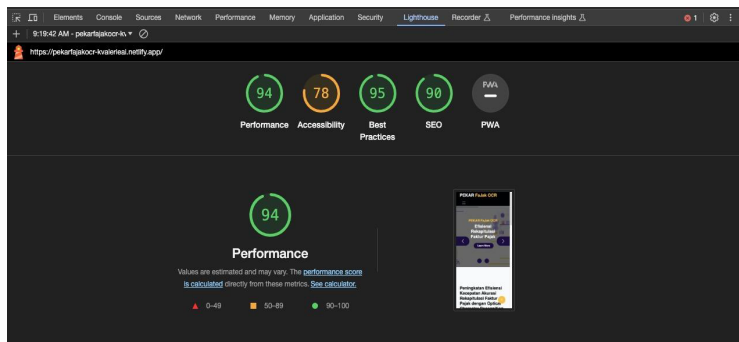 Elements Console Sources Network Performance Memory Application Security Lighthouse Recorder Performance insights 1
9:19:42 AM - pekarfajakocr-kv
https://pekarfajakocr-kvalerieai.netlify.app/
94 78 95 90 PWA
Performance Accessibility Best Practices SEO PWA
94
Performance
Values are estimated and may vary. The performance score
is calculated directly from these metrics. See calculator.
0–49 50–89 90–100
PEKAR Pajak OCR
Efisiensi
Rekapitulasi
Faktur Pajak
Peningkatan Efisiensi
Kecepatan Akurasi
Rekapitulasi Faktur
Pajak dengan Optical